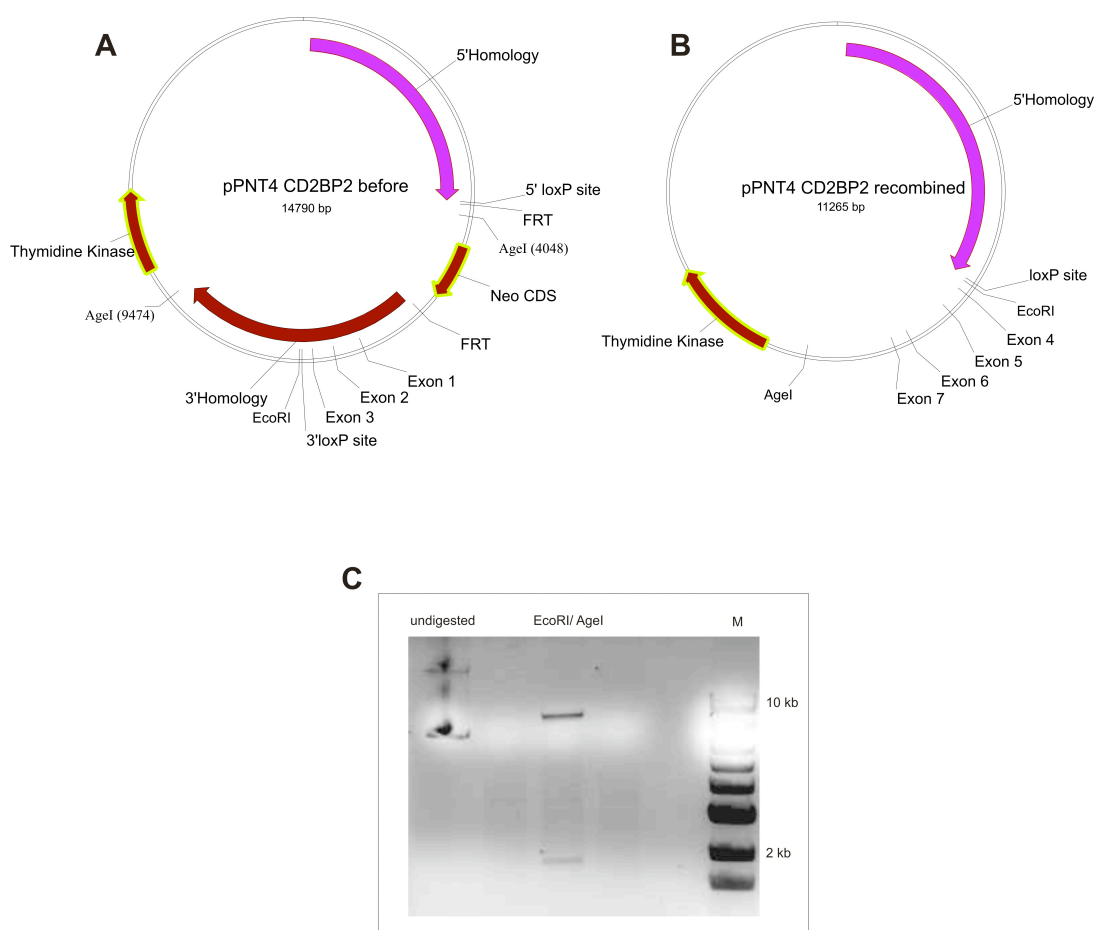 A
5'Homology
pPNT4 CD2BP2 before
14790 bp
5' loxP site
FRT
AgeI (4048)
Thymidine Kinase
Neo CDS
AgeI (9474)
FRT
Exon 1
3'Homology
Exon 2
EcoRI
Exon 3
3'loxP site
B
5'Homology
pPNT4 CD2BP2 recombined
11265 bp
loxP site
EcoRI
Exon 4
Thymidine Kinase
Exon 5
Exon 6
AgeI
Exon 7
C
undigested
EcoRI/ AgeI
M
10 kb
2 kb